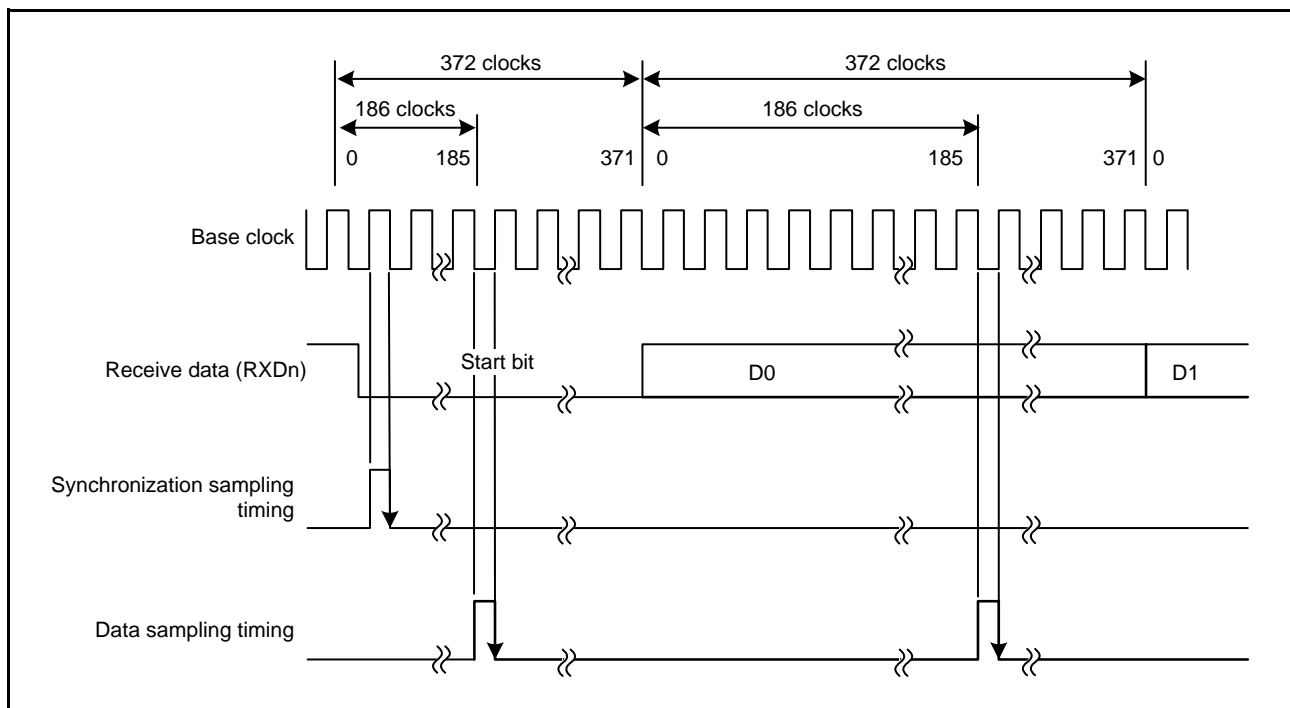 372 clocks
372 clocks
186 clocks
186 clocks
0
185
371
0
185
371
0
Base clock
Receive data (RXDn)
Start bit
D0
D1
Synchronization sampling
timing
Data sampling timing